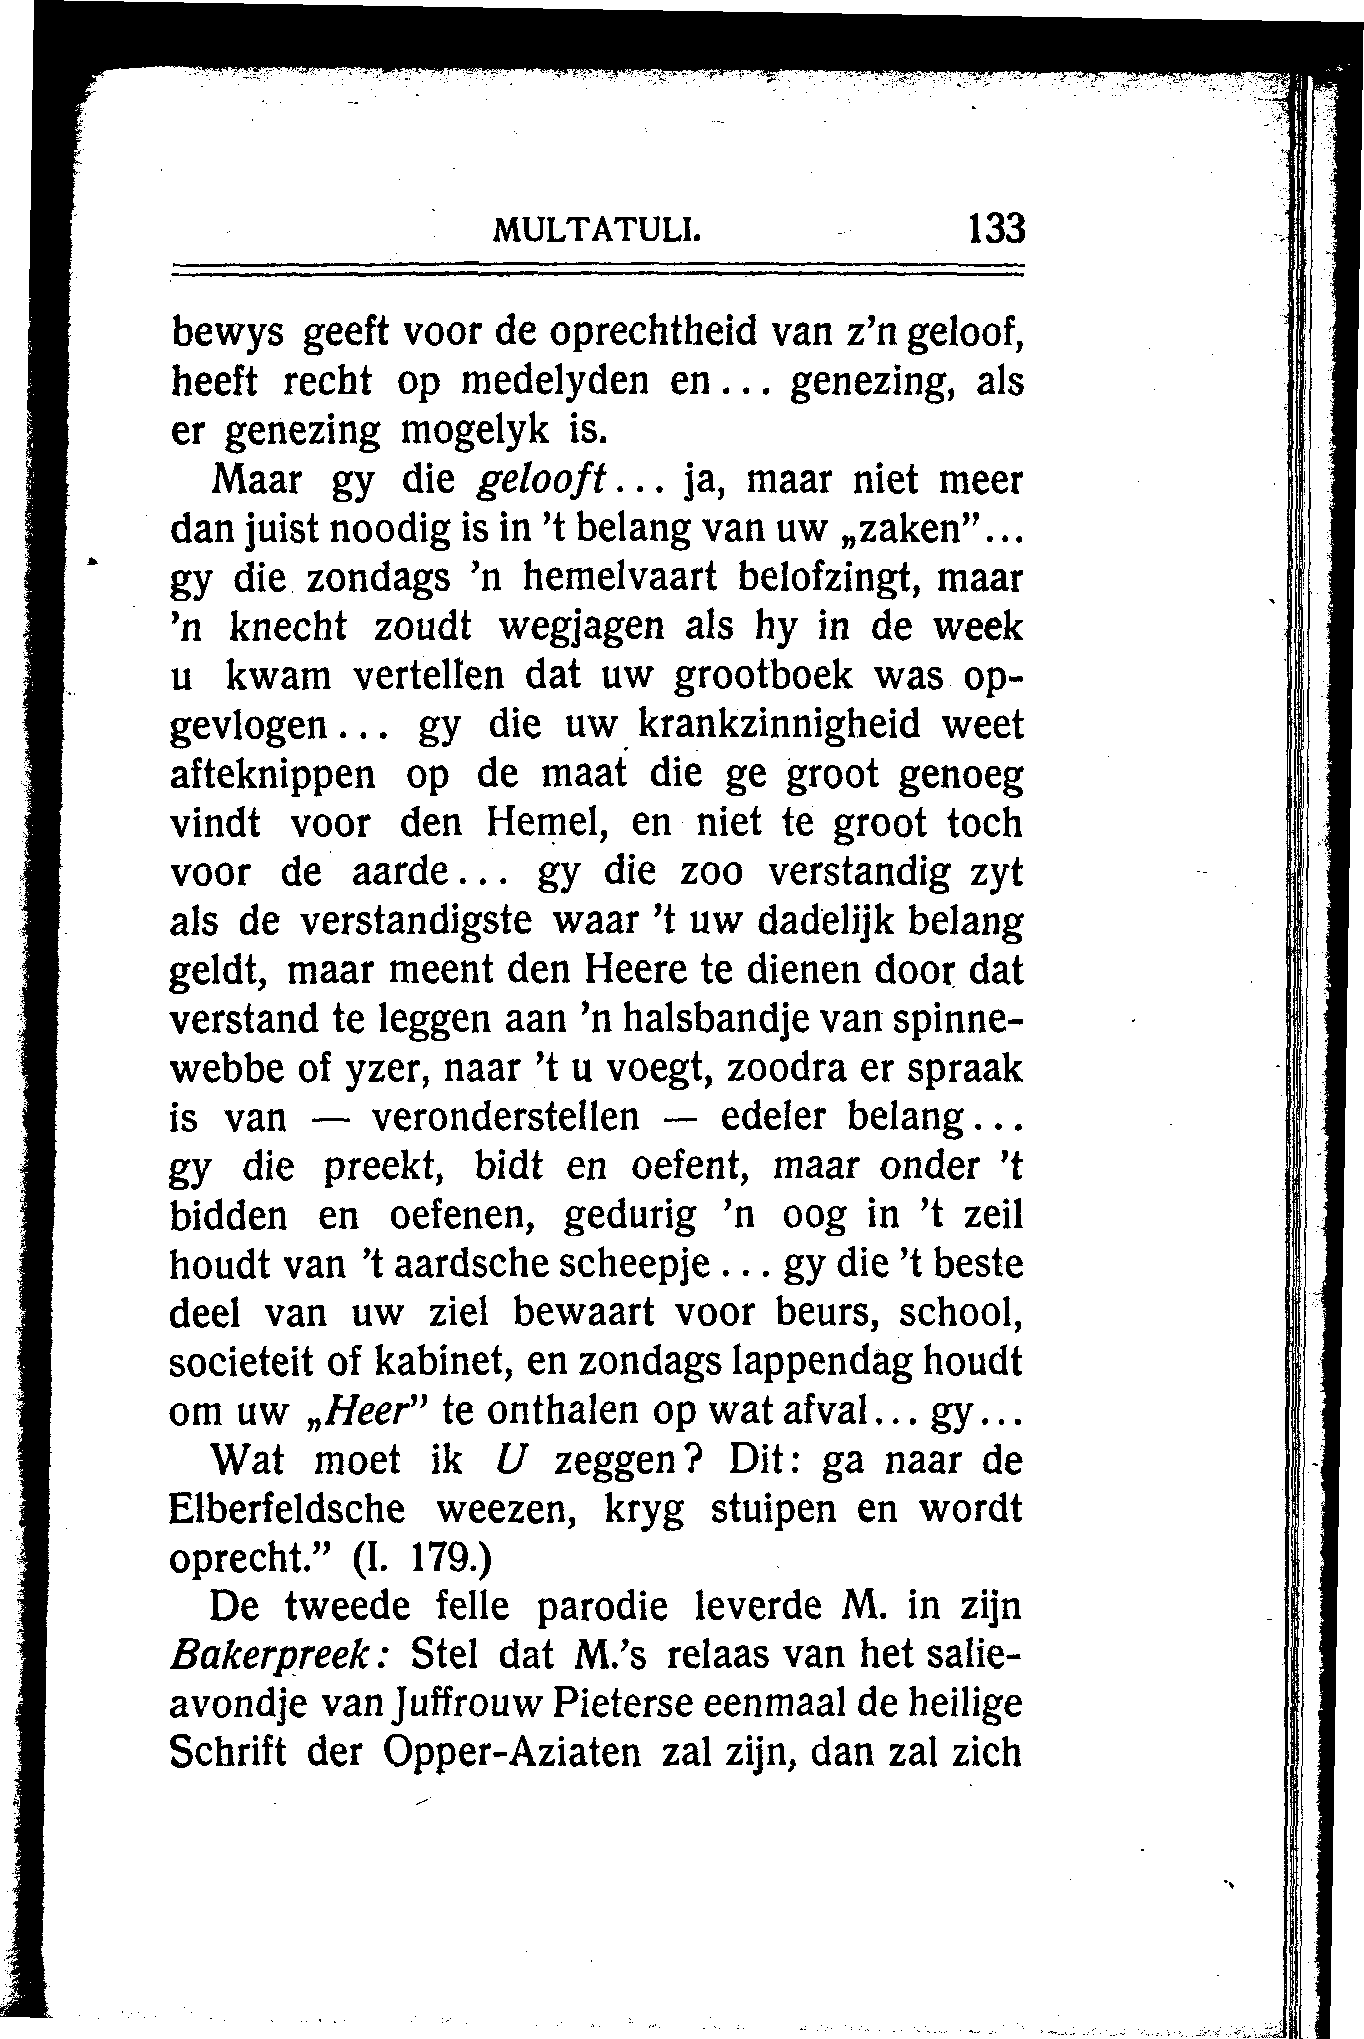 MULTATULI. 133
bewys geeft voor de oprechtheid van z'n geloof,
heeft recht op medelyden en... genezing, als
er genezing mogelyk is.
Maar gy die gelooft... ja, maar niet meer
dan juist noodig is in 't belang van uw „zaken”...
gy die zondags 'n hemelvaart belofzingt, maar
'n knecht zoudt wegjagen als hy in de week
u kwam vertellen dat uw grootboek was op-
gevlogen... gy die uw krankzinnigheid weet
afteknippen op de maat die ge groot genoeg
vindt voor den Hemel, en niet te groot toch
voor de aarde... gy die zoo verstandig zyt
als de verstandigste waar 't uw dadelijk belang
geldt, maar meent den Heere te dienen door dat
verstand te leggen aan 'n halsbandje van spinne-
webbe of yzer, naar 't u voegt, zoodra er spraak
is van — veronderstellen — edeler belang...
gy die preekt, bidt en oefent, maar onder 't
bidden en oefenen, gedurig 'n oog in 't zeil
houdt van 't aardsche scheepje... gy die 't beste
deel van uw ziel bewaart voor beurs, school,
societeit of kabinet, en zondags lappendag houdt
om uw „Heer” te onthalen op wat afval... gy...
Wat moet ik U zeggen? Dit: ga naar de
Elberfeldsche weezen, kryg stuipen en wordt
oprecht.” (I. 179.)
De tweede felle parodie leverde M. in zijn
Bakerpreek: Stel dat M.'s relaas van het salie-
avondje van Juffrouw Pieterse eenmaal de heilige
Schrift der Opper-Aziaten zal zijn, dan zal zich